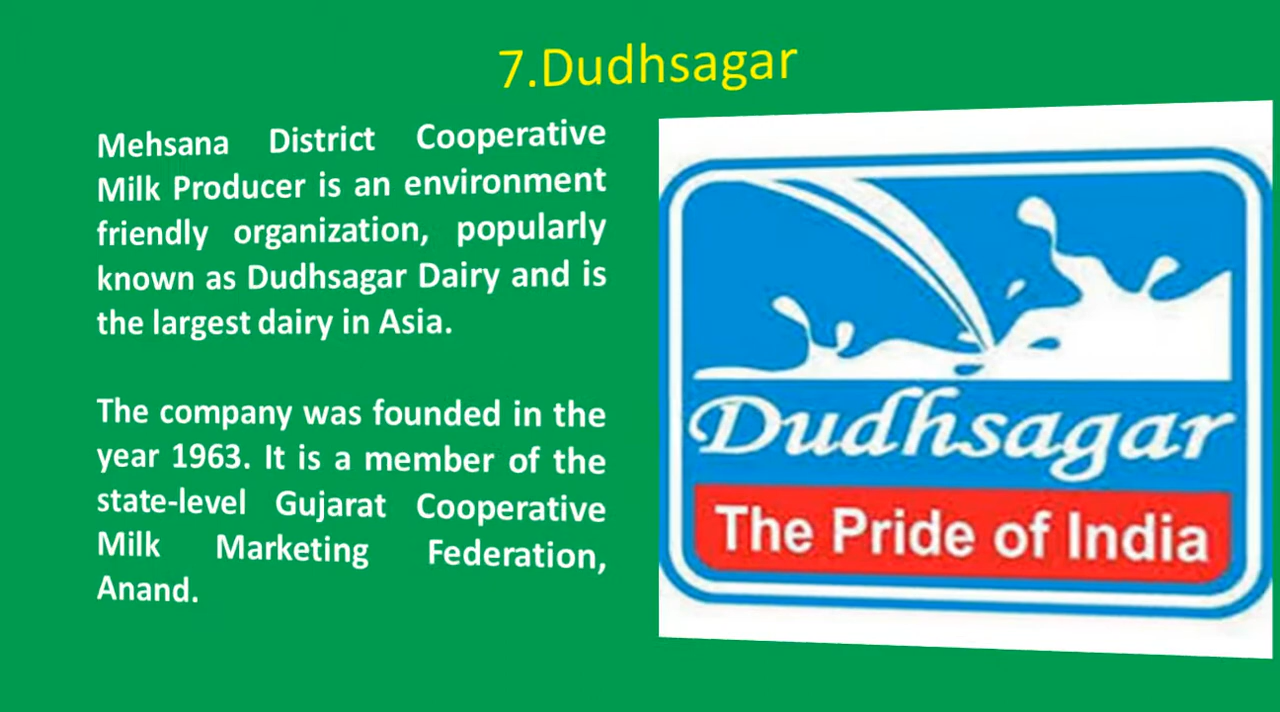 7.Dudhsagar
Mehsana District Cooperative
Milk Producer is an environment
friendly organization, popularly
known as Dudhsagar Dairy and is
the largest dairy in Asia.
The company was founded in the
year 1963. It is a member of the
state-level Gujarat Cooperative
Milk Marketing Federation,
Anand.
Dudhsagar
The Pride of India